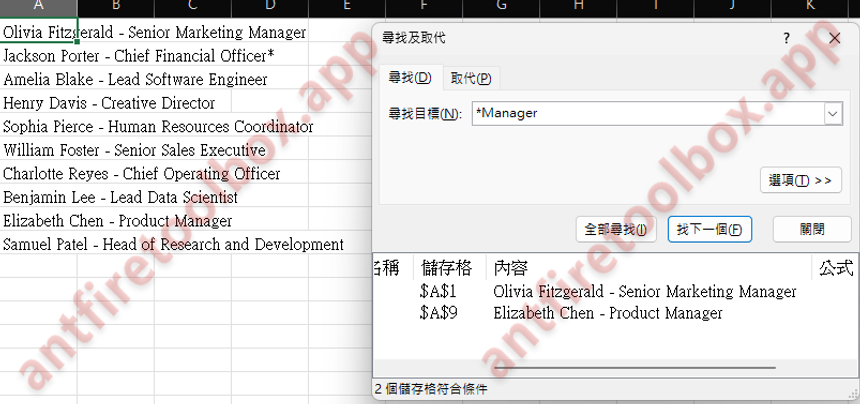 A B C D E F G H I J K
Olivia Fitzgerald - Senior Marketing Manager
Jackson Porter - Chief Financial Officer*
Amelia Blake - Lead Software Engineer
Henry Davis - Creative Director
Sophia Pierce - Human Resources Coordinator
William Foster - Senior Sales Executive
Charlotte Reyes - Chief Operating Officer
Benjamin Lee - Lead Data Scientist
Elizabeth Chen - Product Manager
Samuel Patel - Head of Research and Development
尋找及取代 ?
尋找(D) 取代(P)
尋找目標(N): *Manager
選項(T) >>
全部尋找(I) 找下一個(F) 關閉
名稱 儲存格 內容 公式
$A$1 Olivia Fitzgerald - Senior Marketing Manager
$A$9 Elizabeth Chen - Product Manager
2 個儲存格符合條件
antfiretoolbox.app
antfiretoolbox.app